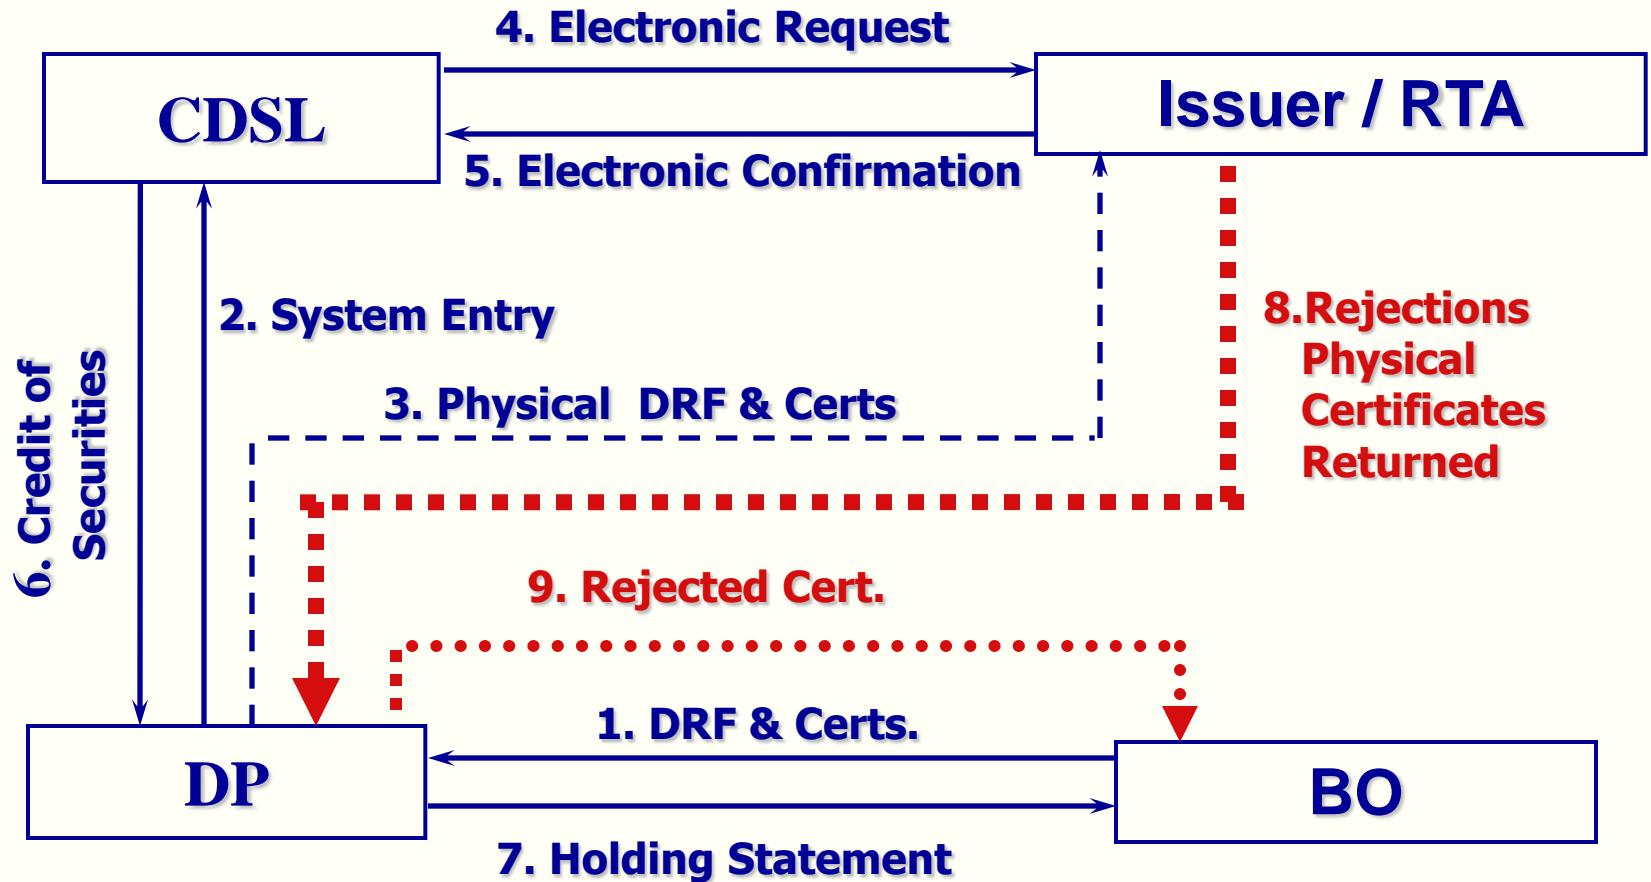 4. Electronic Request
CDSL
Issuer / RTA
5. Electronic Confirmation
2. System Entry
8.Rejections
Physical
Certificates
Returned
6. Credit of
Securities
3. Physical DRF & Certs
9. Rejected Cert.
1. DRF & Certs.
DP
BO
7. Holding Statement